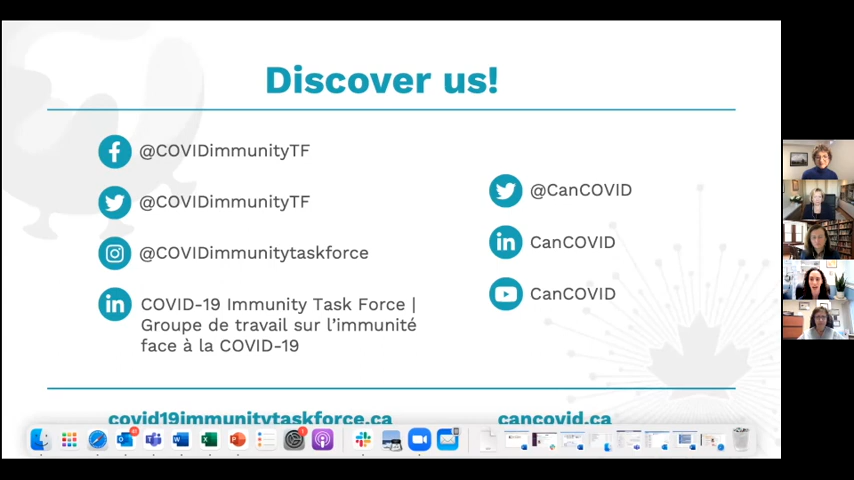 Discover us!
@COVIDimmunityTF
@COVIDimmunityTF
@COVIDimmunitytaskforce
COVID-19 Immunity Task Force |
Groupe de travail sur l'immunité
face à la COVID-19
@CanCOVID
CanCOVID
CanCOVID
covid19immunitytaskforce.ca
cancovid.ca